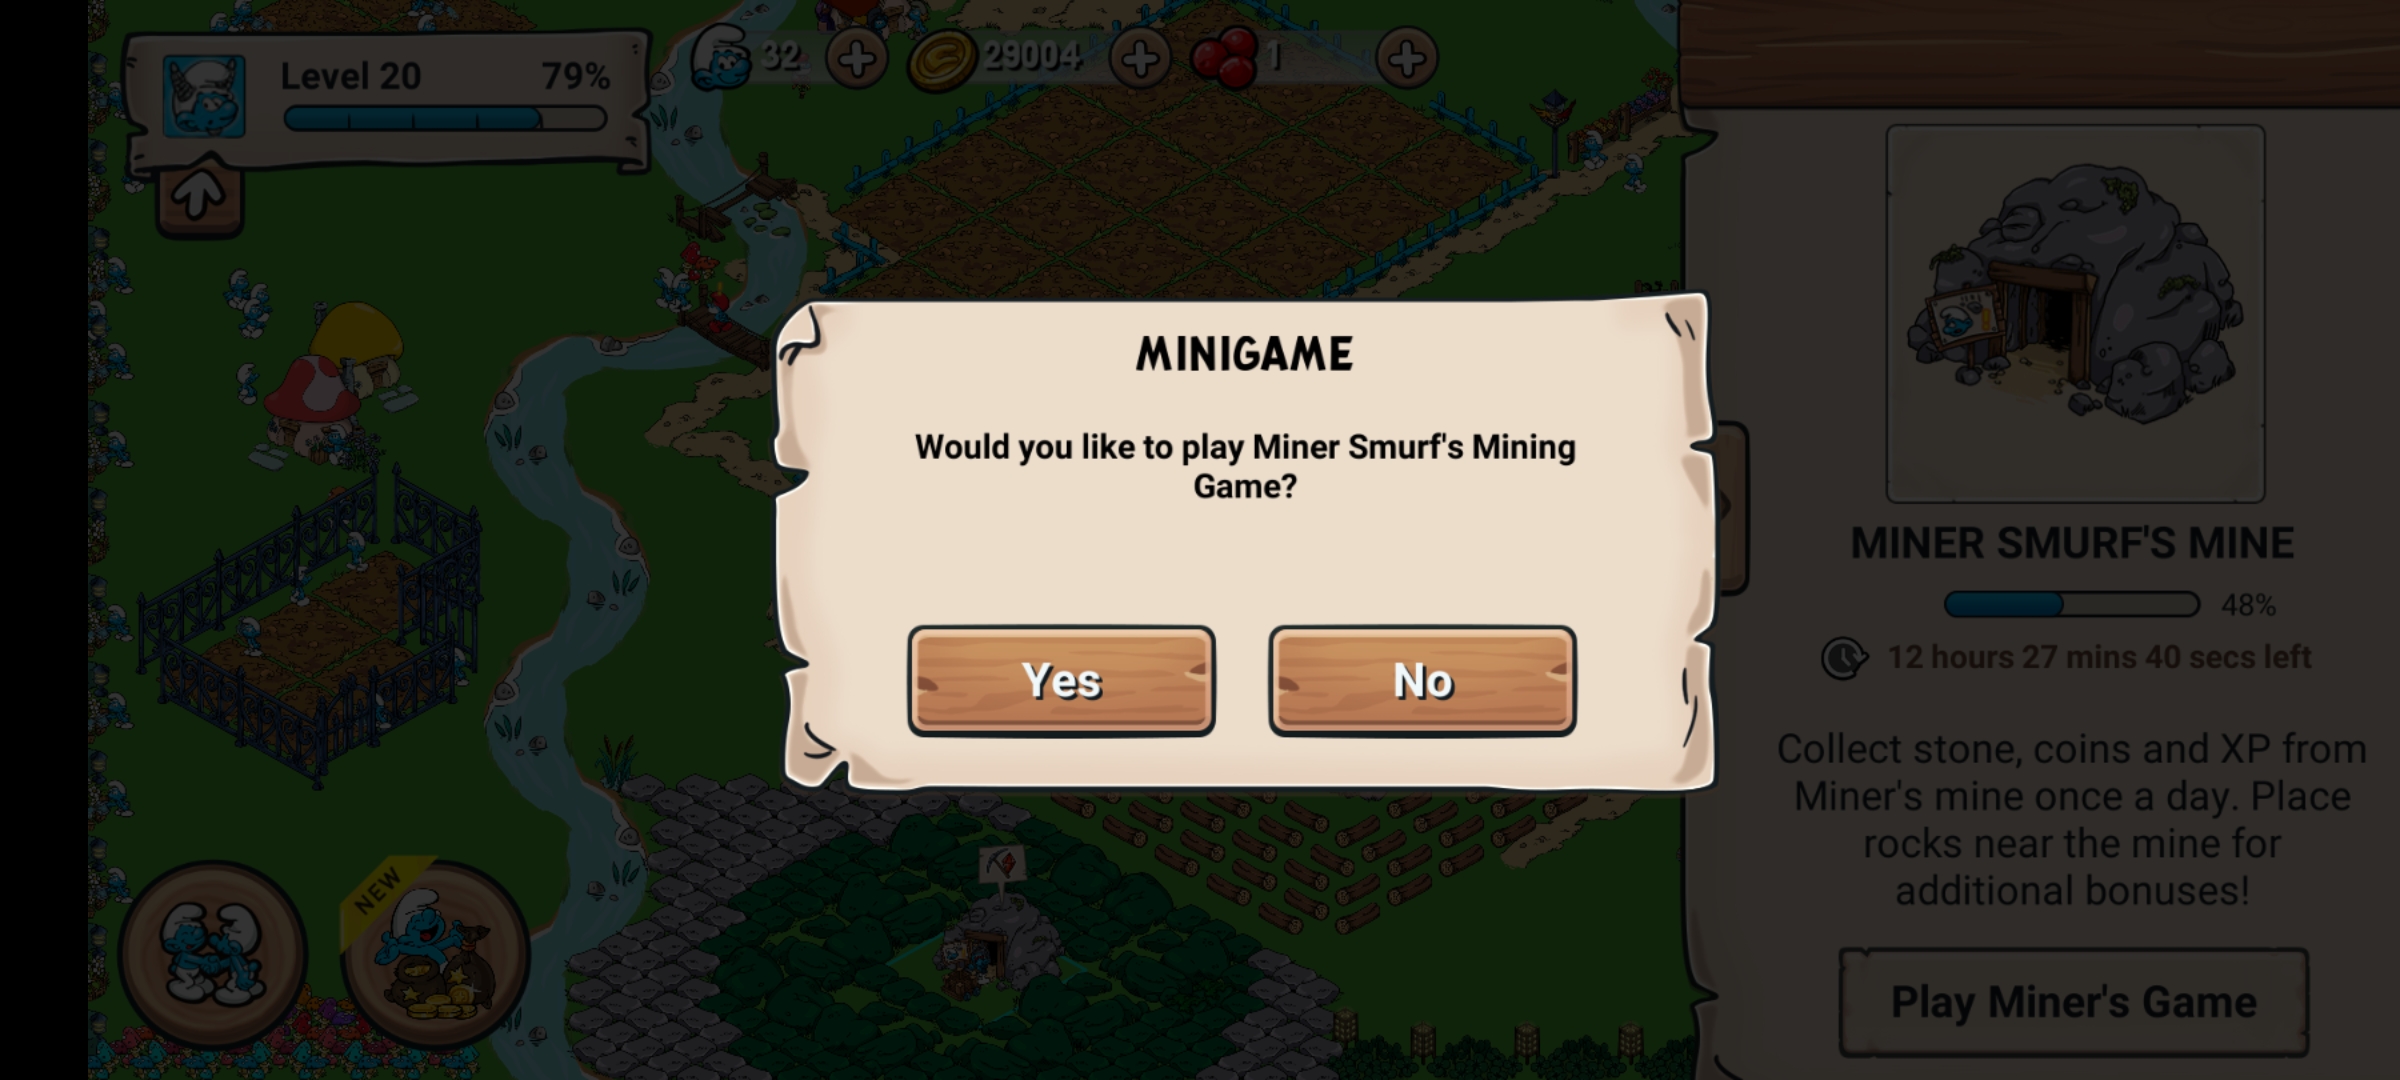 Level 20 79%
32 29004 1
MINIGAME
Would you like to play Miner Smurf's Mining
Game?
Yes No
MINER SMURF'S MINE
48%
12 hours 27 mins 40 secs left
Collect stone, coins and XP from
Miner's mine once a day. Place
rocks near the mine for
additional bonuses!
Play Miner's Game
NEW